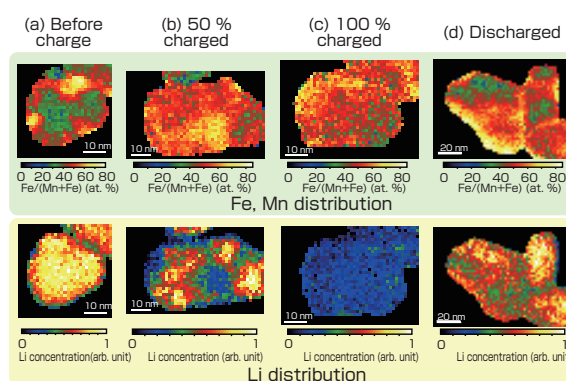 (a) Before charge
(b) 50 % charged
(c) 100 % charged
(d) Discharged
10 nm
10 nm
10 nm
20 nm
0 20 40 60 80
0 20 40 60 80
0 20 40 60 80
0 20 40 60 80
Fe/(Mn+Fe) (at. %)
Fe/(Mn+Fe) (at. %)
Fe/(Mn+Fe) (at. %)
Fe/(Mn+Fe) (at. %)
Fe, Mn distribution
10 nm
10 nm
10 nm
20 nm
0 1
0 1
0 1
0 1
Li concentration(arb. unit)
Li concentration (arb. unit)
Li concentration (arb. unit)
Li concentration(arb. unit)
Li distribution